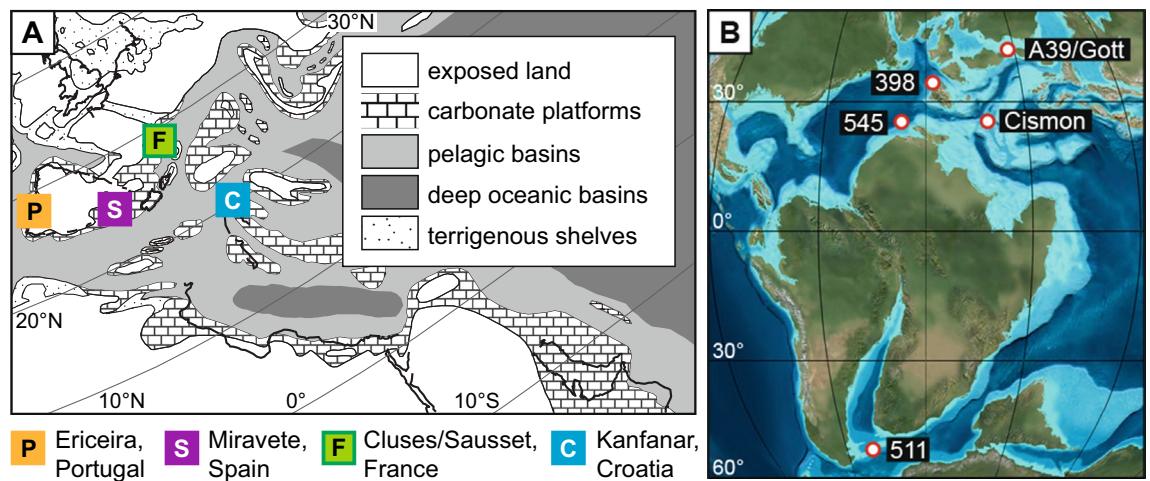 A
30°N
exposed land
carbonate platforms
pelagic basins
deep oceanic basins
terrigenous shelves
F
P
S
C
20°N
10°N
0°
10°S
P Ericeira,
Portugal
S Miravete,
Spain
F Cluses/Sausset,
France
C Kanfanar,
Croatia
B
A39/Gott
398
30°
545
Cismon
0°
30°
511
60°